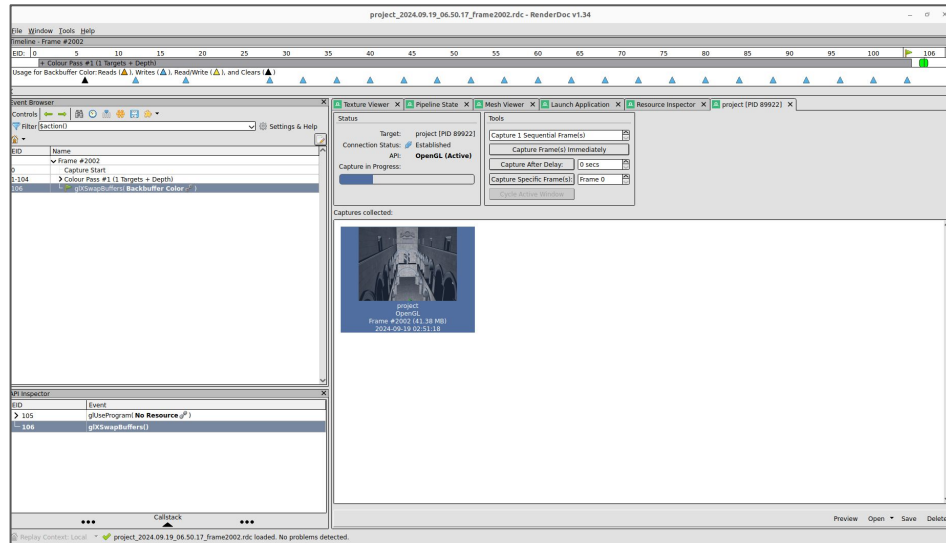 project_2024.09.19_06.50.17_frame2002.rdc - RenderDoc v1.34
File Window Tools Help
Timeline - Frame #2002
EID: 0 5 10 15 20 25 30 35 40 45 50 55 60 65 70 75 80 85 90 95 100 106
+ Colour Pass #1 (1 Targets + Depth)
Usage for Backbuffer Color: Reads ( ), Writes ( ), Read/Write ( ), and Clears ( )
Event Browser
Controls
Filter $action() Settings & Help
EID Name
Frame #2002
0 Capture Start
1-104 Colour Pass #1 (1 Targets + Depth)
106 glXSwapBuffers( Backbuffer Color )
API Inspector
EID Event
105 glUseProgram( No Resource )
106 glXSwapBuffers()
Callstack
Texture Viewer X Pipeline State X Mesh Viewer X Launch Application X Resource Inspector X project [PID 89922] X
Status
Target: project [PID 89922]
Connection Status: Established
API: OpenGL (Active)
Capture in Progress:
Tools
Capture 1 Sequential Frame(s)
Capture Frame(s) Immediately
Capture After Delay: 0 secs
Capture Specific Frame(s): Frame 0
Cycle Active Window
Captures collected:
project
OpenGL
Frame #2002 (41.38 MB)
2024-09-19 02:51:18
Preview Open Save Delete
Replay Context: Local project_2024.09.19_06.50.17_frame2002.rdc loaded. No problems detected.